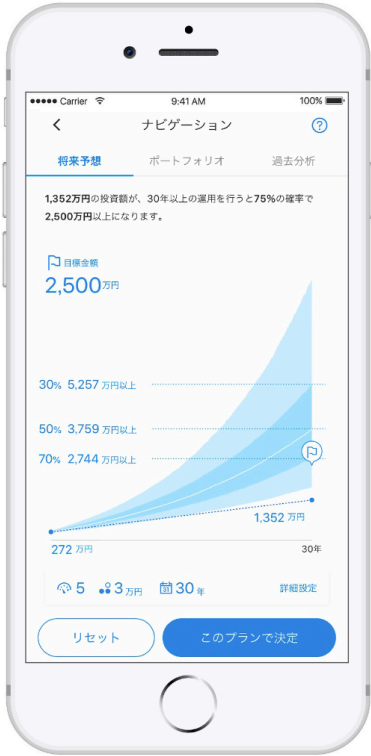 Carrier 9:41 AM 100%
ナビゲーション ?
将来予想 ポートフォリオ 過去分析
1,352万円の投資額が、30年以上の運用を行うと75%の確率で
2,500万円以上になります。
目標金額
2,500万円
30% 5,257万円以上
50% 3,759万円以上
70% 2,744万円以上
1,352万円
272万円 30年
5 3万円 31 30年 詳細設定
リセット このプランで決定